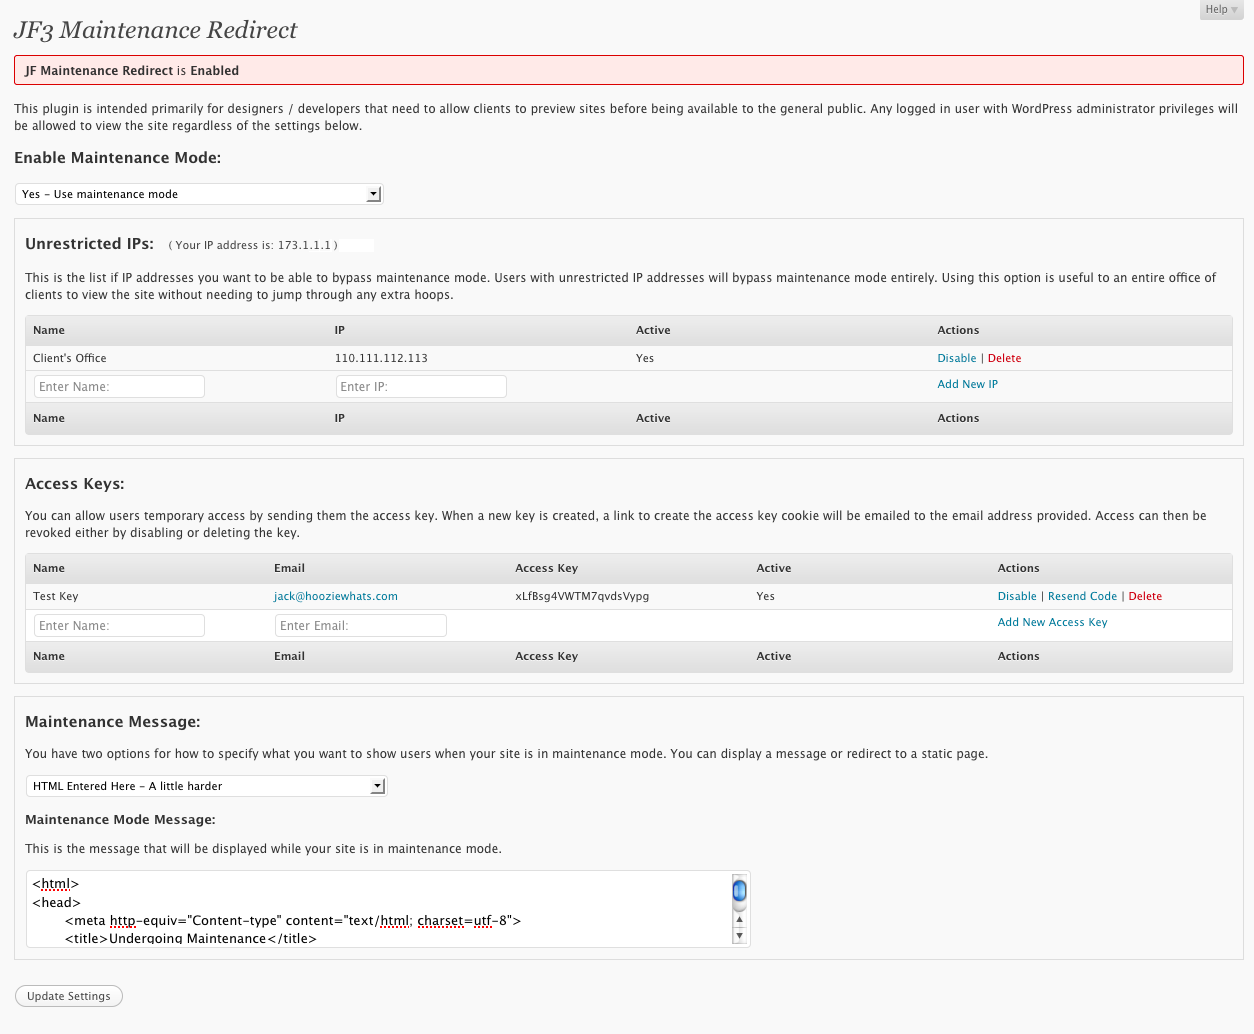 Help
JF3 Maintenance Redirect
JF Maintenance Redirect is Enabled
This plugin is intended primarily for designers / developers that need to allow clients to preview sites before being available to the general public. Any logged in user with WordPress administrator privileges will
be allowed to view the site regardless of the settings below.
Enable Maintenance Mode:
Yes - Use maintenance mode
Unrestricted IPs: ( Your IP address is: 173.1.1.1 )
This is the list if IP addresses you want to be able to bypass maintenance mode. Users with unrestricted IP addresses will bypass maintenance mode entirely. Using this option is useful to an entire office of
clients to view the site without needing to jump through any extra hoops.
Name IP Active Actions
Client's Office 110.111.112.113 Yes Disable | Delete
Enter Name: Enter IP: Add New IP
Name IP Active Actions
Access Keys:
You can allow users temporary access by sending them the access key. When a new key is created, a link to create the access key cookie will be emailed to the email address provided. Access can then be
revoked either by disabling or deleting the key.
Name Email Access Key Active Actions
Test Key jack@hooziewhats.com xLfBsg4VWTM7qvdsVypg Yes Disable | Resend Code | Delete
Enter Name: Enter Email: Add New Access Key
Name Email Access Key Active Actions
Maintenance Message:
You have two options for how to specify what you want to show users when your site is in maintenance mode. You can display a message or redirect to a static page.
HTML Entered Here - A little harder
Maintenance Mode Message:
This is the message that will be displayed while your site is in maintenance mode.
<html>
<head>
<meta http-equiv="Content-type" content="text/html; charset=utf-8">
<title>Undergoing Maintenance</title>
Update Settings